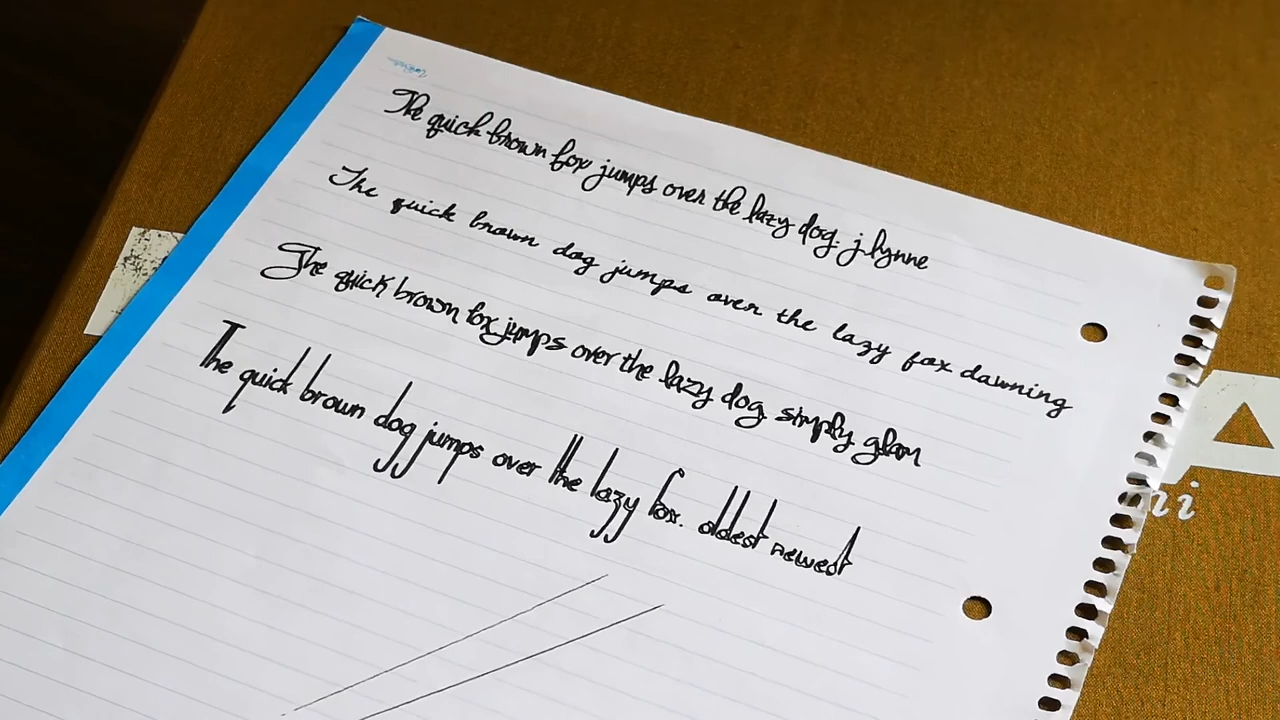 The quick brown fox jumps over the lazy dog. j.lynne
The quick brown dog jumps over the lazy fox dawning
The quick brown fox jumps over the lazy dog simply glam
The quick brown dog jumps over the lazy fox. oldest newest
A